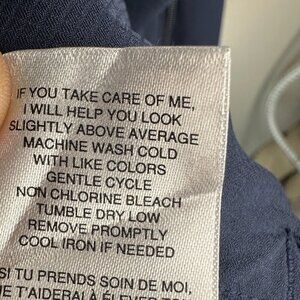 IF YOU TAKE CARE OF ME,
I WILL HELP YOU LOOK
SLIGHTLY ABOVE AVERAGE
MACHINE WASH COLD
WITH LIKE COLORS
GENTLE CYCLE
NON CHLORINE BLEACH
TUMBLE DRY LOW
REMOVE PROMPTLY
COOL IRON IF NEEDED
SI TU PRENDS SOIN DE MOI,
T'AIDERAI À